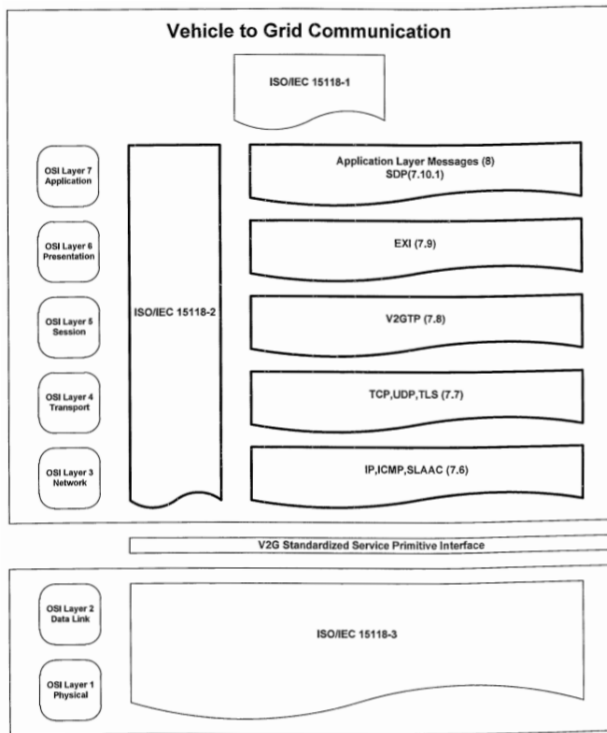 Vehicle to Grid Communication
ISO/IEC 15118-1
OSI Layer 7
Application
Application Layer Messages (8)
SDP(7.10.1)
OSI Layer 6
Presentation
EXI (7.9)
ISO/IEC 15118-2
OSI Layer 5
Session
V2GTP (7.8)
OSI Layer 4
Transport
TCP,UDP,TLS (7.7)
OSI Layer 3
Network
IP,ICMP,SLAAC (7.6)
V2G Standardized Service Primitive Interface
OSI Layer 2
Data Link
ISO/IEC 15118-3
OSI Layer 1
Physical